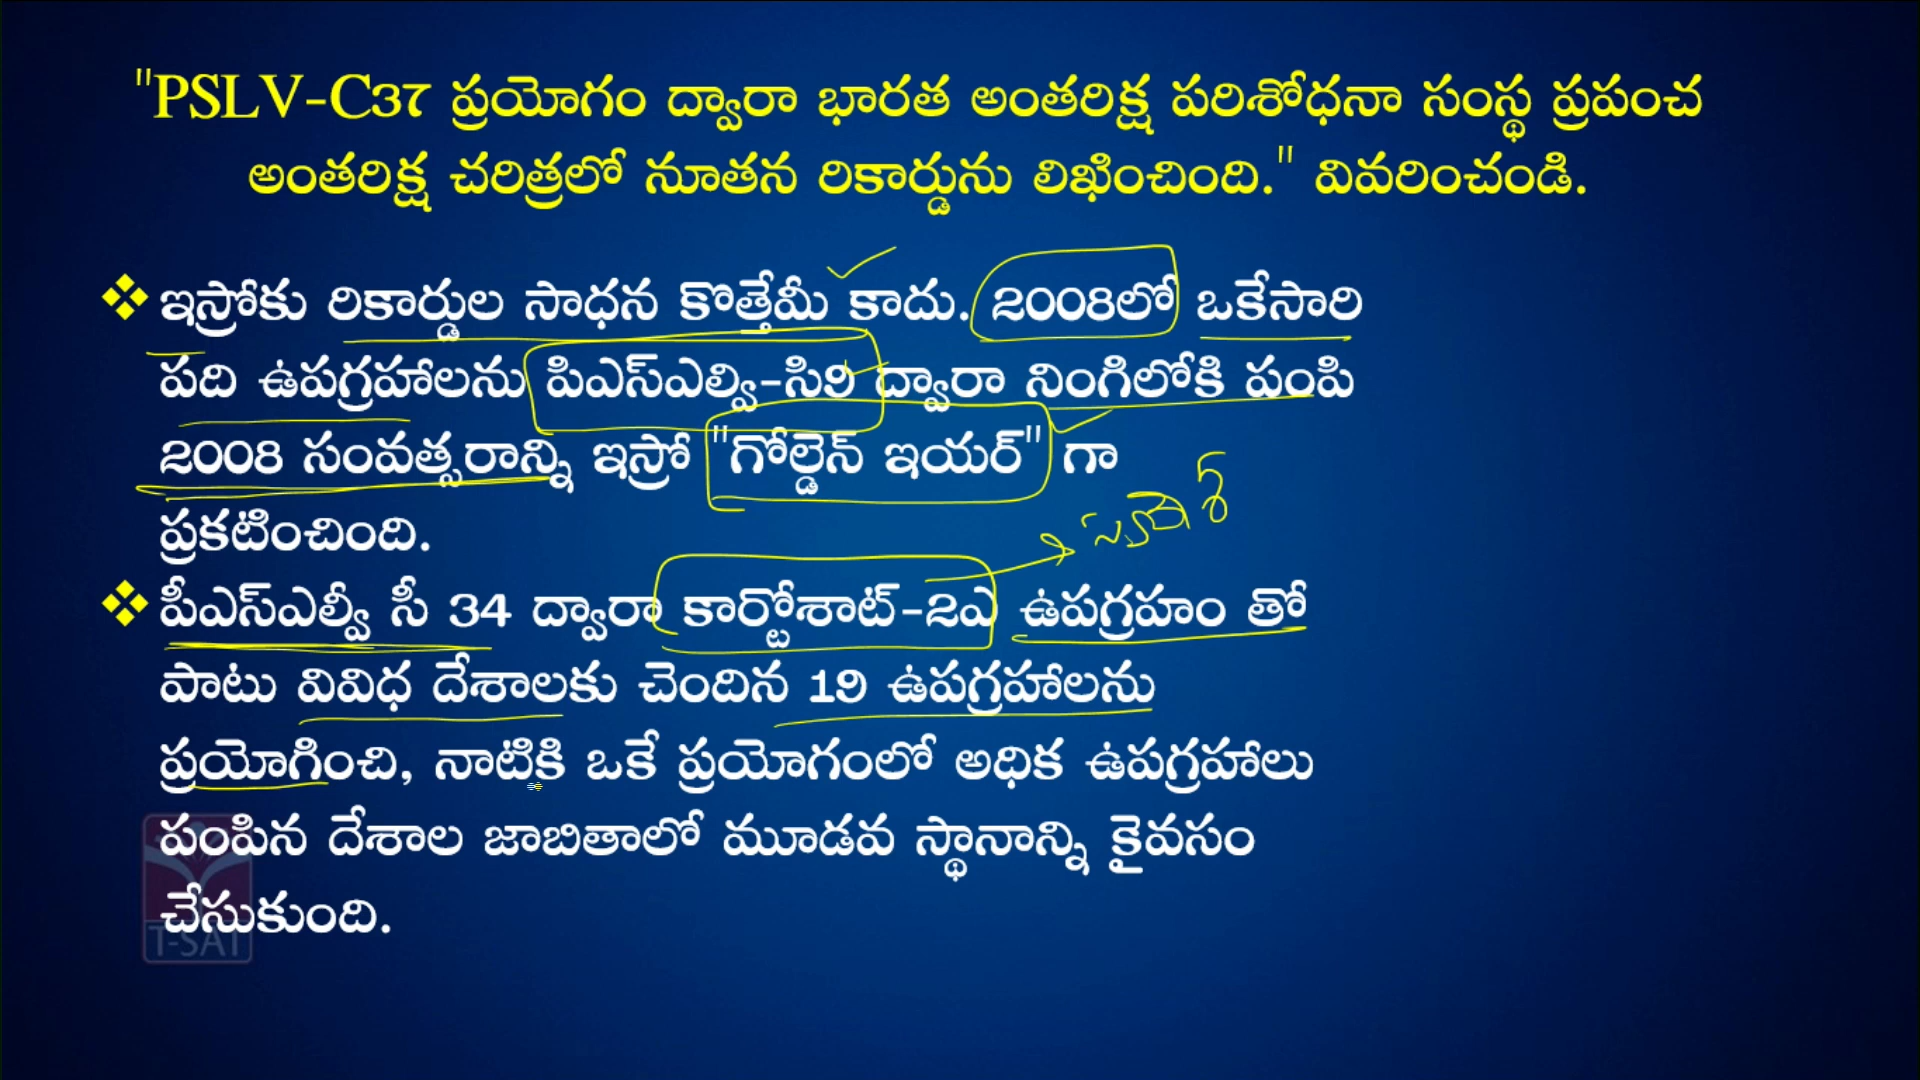 "PSLV-C37 ప్రయోగం ద్వారా భారత అంతరిక్ష పరిశోధనా సంస్థ ప్రపంచ
అంతరిక్ష చరిత్రలో నూతన రికార్డును లిఖించింది." వివరించండి.
❖ ఇస్రోకు రికార్డుల సాధన కొత్తేమీ కాదు. 2008లో ఒకేసారి
పది ఉపగ్రహాలను పిఎస్ఎల్వి-సి9 ద్వారా నింగిలోకి పంపి
2008 సంవత్సరాన్ని ఇస్రో "గోల్డెన్ ఇయర్" గా
ప్రకటించింది.
❖ పీఎస్ఎల్వీ సీ 34 ద్వారా కార్టోశాట్-2ఎ ఉపగ్రహం తో
పాటు వివిధ దేశాలకు చెందిన 19 ఉపగ్రహాలను
ప్రయోగించి, నాటికి ఒకే ప్రయోగంలో అధిక ఉపగ్రహాలు
పంపిన దేశాల జాబితాలో మూడవ స్థానాన్ని కైవసం
చేసుకుంది.
T-SAT